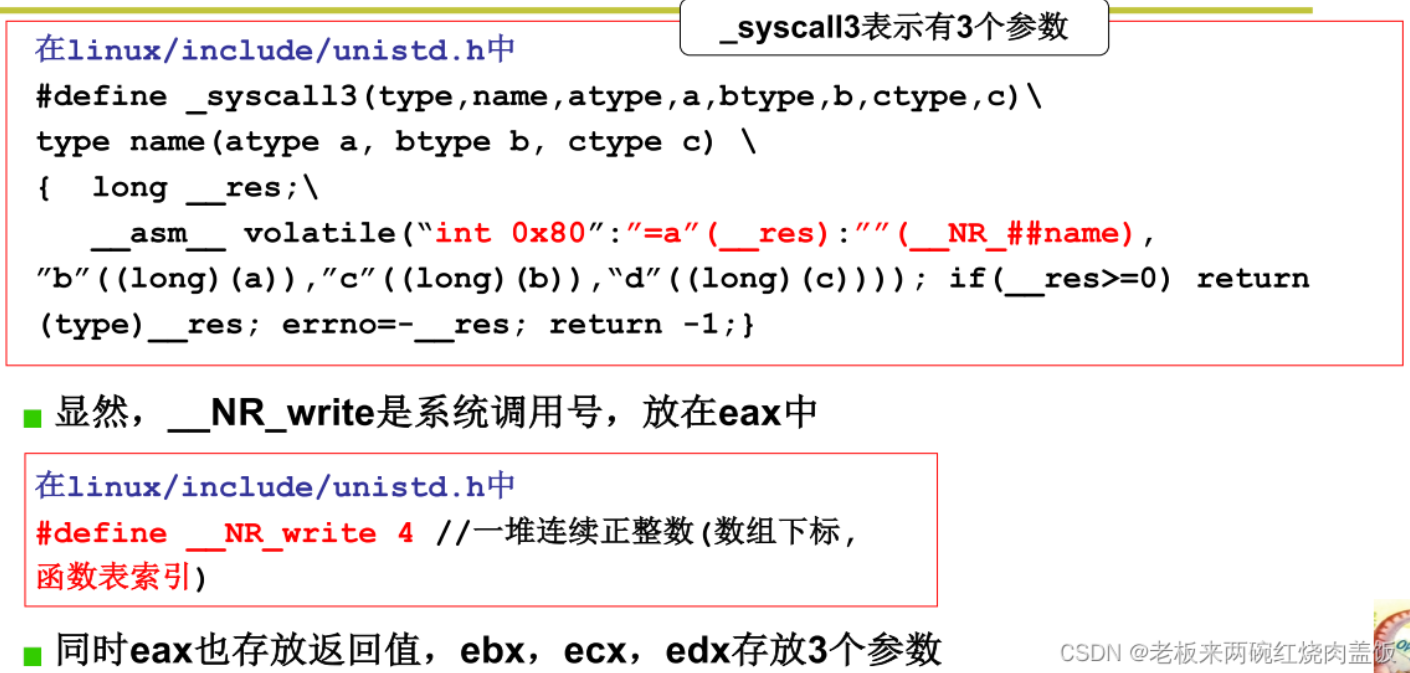 _syscall3表示有3个参数
在linux/include/unistd.h中
#define _syscall3(type,name,atype,a,btype,b,ctype,c)\
type name(atype a, btype b, ctype c) \
{ long __res;\
__asm__ volatile(“int 0x80”:”=a”(__res):””(__NR_##name),
”b”((long)(a)),”c”((long)(b)),“d”((long)(c)))); if(__res>=0) return
(type)__res; errno=-__res; return -1;}
显然，__NR_write是系统调用号，放在eax中
在linux/include/unistd.h中
#define __NR_write 4 //一堆连续正整数(数组下标,
函数表索引)
同时eax也存放返回值，ebx，ecx，edx存放3个参数
CSDN @老板来两碗红烧肉盖饭